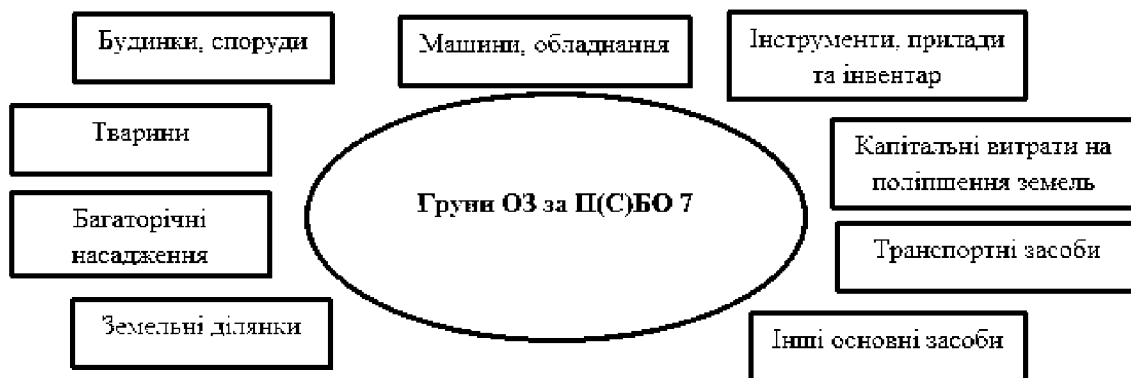 Будинки, споруди
Машини, обладнання
Інструменти, прилади
та інвентар
Тварини
Капітальні витрати на
поліпшення земель
Багаторічні
насадження
Групи ОЗ за П(С)БО 7
Транспортні засоби
Земельні ділянки
Інші основні засоби